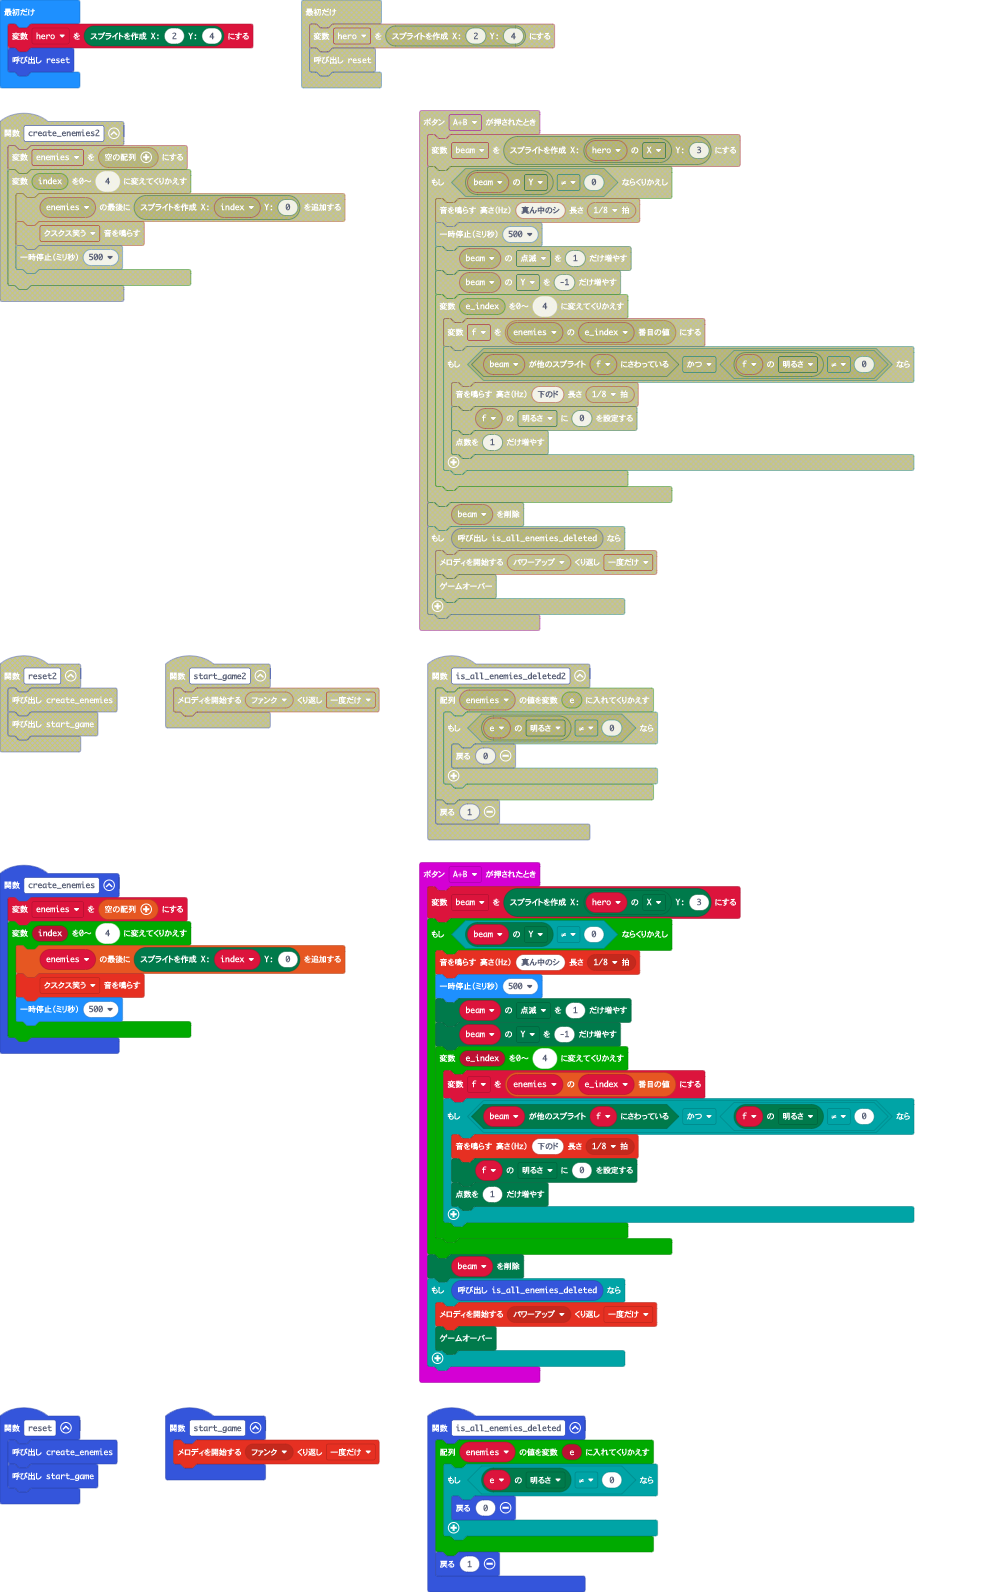 最初だけ
変数 hero を スプライトを作成 X: 2 Y: 4 にする
呼び出し reset
最初だけ
変数 hero を スプライトを作成 X: 2 Y: 4 にする
呼び出し reset
関数 create_enemies2
変数 enemies を 空の配列 にする
変数 index を0〜 4 に変えてくりかえす
enemies の最後に スプライトを作成 X: index Y: 0 を追加する
クスクス笑う 音を鳴らす
一時停止(ミリ秒) 500
ボタン A+B が押されたとき
変数 beam を スプライトを作成 X: hero の X Y: 3 にする
もし beam の Y ≠ 0 ならくりかえし
音を鳴らす 高さ(Hz) 真ん中のシ 長さ 1/8 拍
一時停止(ミリ秒) 500
beam の 点滅 を 1 だけ増やす
beam の Y を -1 だけ増やす
変数 e_index を0〜 4 に変えてくりかえす
変数 f を enemies の e_index 番目の値 にする
もし beam が他のスプライト f にさわっている かつ f の 明るさ ≠ 0 なら
音を鳴らす 高さ(Hz) 下のド 長さ 1/8 拍
f の 明るさ に 0 を設定する
点数を 1 だけ増やす
beam を削除
もし 呼び出し is_all_enemies_deleted なら
メロディを開始する パワーアップ くり返し 一度だけ
ゲームオーバー
関数 reset2
呼び出し create_enemies
呼び出し start_game
関数 start_game2
メロディを開始する ファンク くり返し 一度だけ
関数 is_all_enemies_deleted2
配列 enemies の値を変数 e に入れてくりかえす
もし e の 明るさ ≠ 0 なら
戻る 0
戻る 1
関数 create_enemies
変数 enemies を 空の配列 にする
変数 index を0〜 4 に変えてくりかえす
enemies の最後に スプライトを作成 X: index Y: 0 を追加する
クスクス笑う 音を鳴らす
一時停止(ミリ秒) 500
ボタン A+B が押されたとき
変数 beam を スプライトを作成 X: hero の X Y: 3 にする
もし beam の Y ≠ 0 ならくりかえし
音を鳴らす 高さ(Hz) 真ん中のシ 長さ 1/8 拍
一時停止(ミリ秒) 500
beam の 点滅 を 1 だけ増やす
beam の Y を -1 だけ増やす
変数 e_index を0〜 4 に変えてくりかえす
変数 f を enemies の e_index 番目の値 にする
もし beam が他のスプライト f にさわっている かつ f の 明るさ ≠ 0 なら
音を鳴らす 高さ(Hz) 下のド 長さ 1/8 拍
f の 明るさ に 0 を設定する
点数を 1 だけ増やす
beam を削除
もし 呼び出し is_all_enemies_deleted なら
メロディを開始する パワーアップ くり返し 一度だけ
ゲームオーバー
関数 reset
呼び出し create_enemies
呼び出し start_game
関数 start_game
メロディを開始する ファンク くり返し 一度だけ
関数 is_all_enemies_deleted
配列 enemies の値を変数 e に入れてくりかえす
もし e の 明るさ ≠ 0 なら
戻る 0
戻る 1